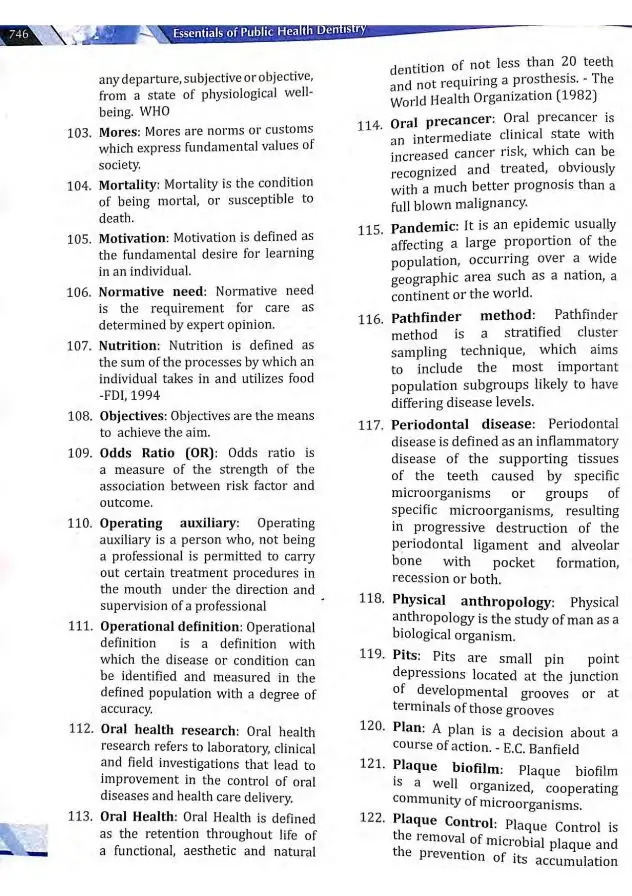 746
Essentials of Public Health Dentistry
any departure, subjective or objective,
from a state of physiological well-
being. WHO
103. Mores: Mores are norms or customs
which express fundamental values of
society.
104. Mortality: Mortality is the condition
of being mortal, or susceptible to
death.
105. Motivation: Motivation is defined as
the fundamental desire for learning
in an individual.
106. Normative need: Normative need
is the requirement for care as
determined by expert opinion.
107. Nutrition: Nutrition is defined as
the sum of the processes by which an
individual takes in and utilizes food
-FDI, 1994
108. Objectives: Objectives are the means
to achieve the aim.
109. Odds Ratio (OR): Odds ratio is
a measure of the strength of the
association between risk factor and
outcome.
110. Operating auxiliary: Operating
auxiliary is a person who, not being
a professional is permitted to carry
out certain treatment procedures in
the mouth under the direction and
supervision of a professional
111. Operational definition: Operational
definition is a definition with
which the disease or condition can
be identified and measured in the
defined population with a degree of
accuracy.
112. Oral health research: Oral health
research refers to laboratory, clinical
and field investigations that lead to
improvement in the control of oral
diseases and health care delivery.
113. Oral Health: Oral Health is defined
as the retention throughout life of
a functional, aesthetic and natural
dentition of not less than 20 teeth
and not requiring a prosthesis. - The
World Health Organization (1982)
114. Oral precancer: Oral precancer is
an intermediate clinical state with
increased cancer risk, which can be
recognized and treated, obviously
with a much better prognosis than a
full blown malignancy.
115. Pandemic: It is an epidemic usually
affecting a large proportion of the
population, occurring over a wide
geographic area such as a nation, a
continent or the world.
116. Pathfinder method: Pathfinder
method is a stratified cluster
sampling technique, which aims
to include the most important
population subgroups likely to have
differing disease levels.
117. Periodontal disease: Periodontal
disease is defined as an inflammatory
disease of the supporting tissues
of the teeth caused by specific
microorganisms or groups of
specific microorganisms, resulting
in progressive destruction of the
periodontal ligament and alveolar
bone with pocket formation,
recession or both.
118. Physical anthropology: Physical
anthropology is the study of man as a
biological organism.
119. Pits: Pits are small pin point
depressions located at the junction
of developmental grooves or at
terminals of those grooves
120. Plan: A plan is a decision about a
course of action. - E.C. Banfield
121. Plaque biofilm: Plaque biofilm
is a well organized, cooperating
community of microorganisms.
122. Plaque Control: Plaque Control is
the removal of microbial plaque and
the prevention of its accumulation